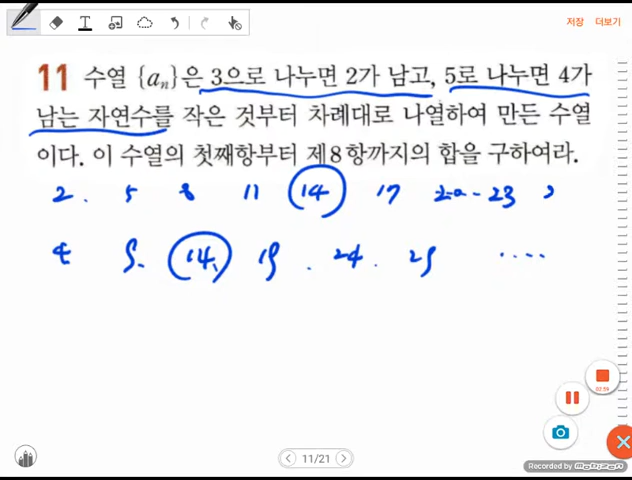 저장 더보기
11 수열 {aₙ}은 3으로 나누면 2가 남고, 5로 나누면 4가
남는 자연수를 작은 것부터 차례대로 나열하여 만든 수열
이다. 이 수열의 첫째항부터 제8항까지의 합을 구하여라.
2. 5 8 11 14 17 20 - 23 ,
4 9. 14, 19 . 24 . 29 ....
02:59
11/21
Recorded by MOBIZEN